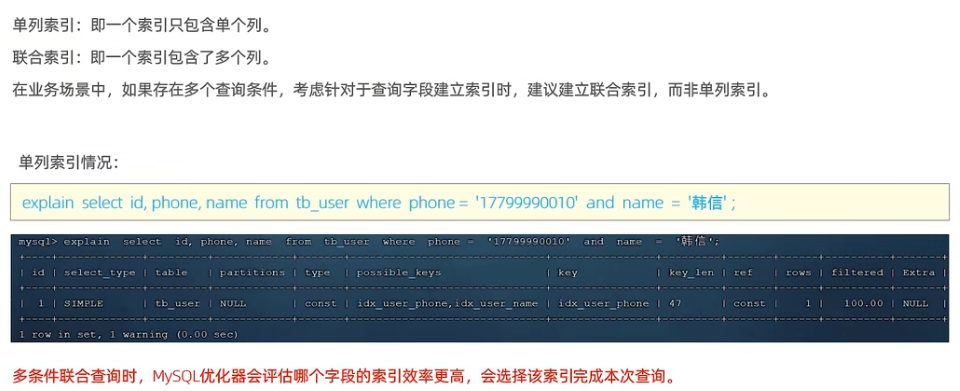 单列索引：即一个索引只包含单个列。
联合索引：即一个索引包含了多个列。
在业务场景中，如果存在多个查询条件，考虑针对于查询字段建立索引时，建议建立联合索引，而非单列索引。
单列索引情况：
explain select id, phone, name from tb_user where phone = '17799990010' and name = '韩信' ;
mysql> explain select id, phone, name from tb_user where phone = '17799990010' and name = '韩信';
+----+-------------+---------+------------+-------+------------------------------+----------------+---------+-------+------+----------+-------+
| id | select_type | table | partitions | type | possible_keys | key | key_len | ref | rows | filtered | Extra |
+----+-------------+---------+------------+-------+------------------------------+----------------+---------+-------+------+----------+-------+
| 1 | SIMPLE | tb_user | NULL | const | idx_user_phone,idx_user_name | idx_user_phone | 47 | const | 1 | 100.00 | NULL |
+----+-------------+---------+------------+-------+------------------------------+----------------+---------+-------+------+----------+-------+
1 row in set, 1 warning (0.00 sec)
多条件联合查询时，MySQL优化器会评估哪个字段的索引效率更高，会选择该索引完成本次查询。